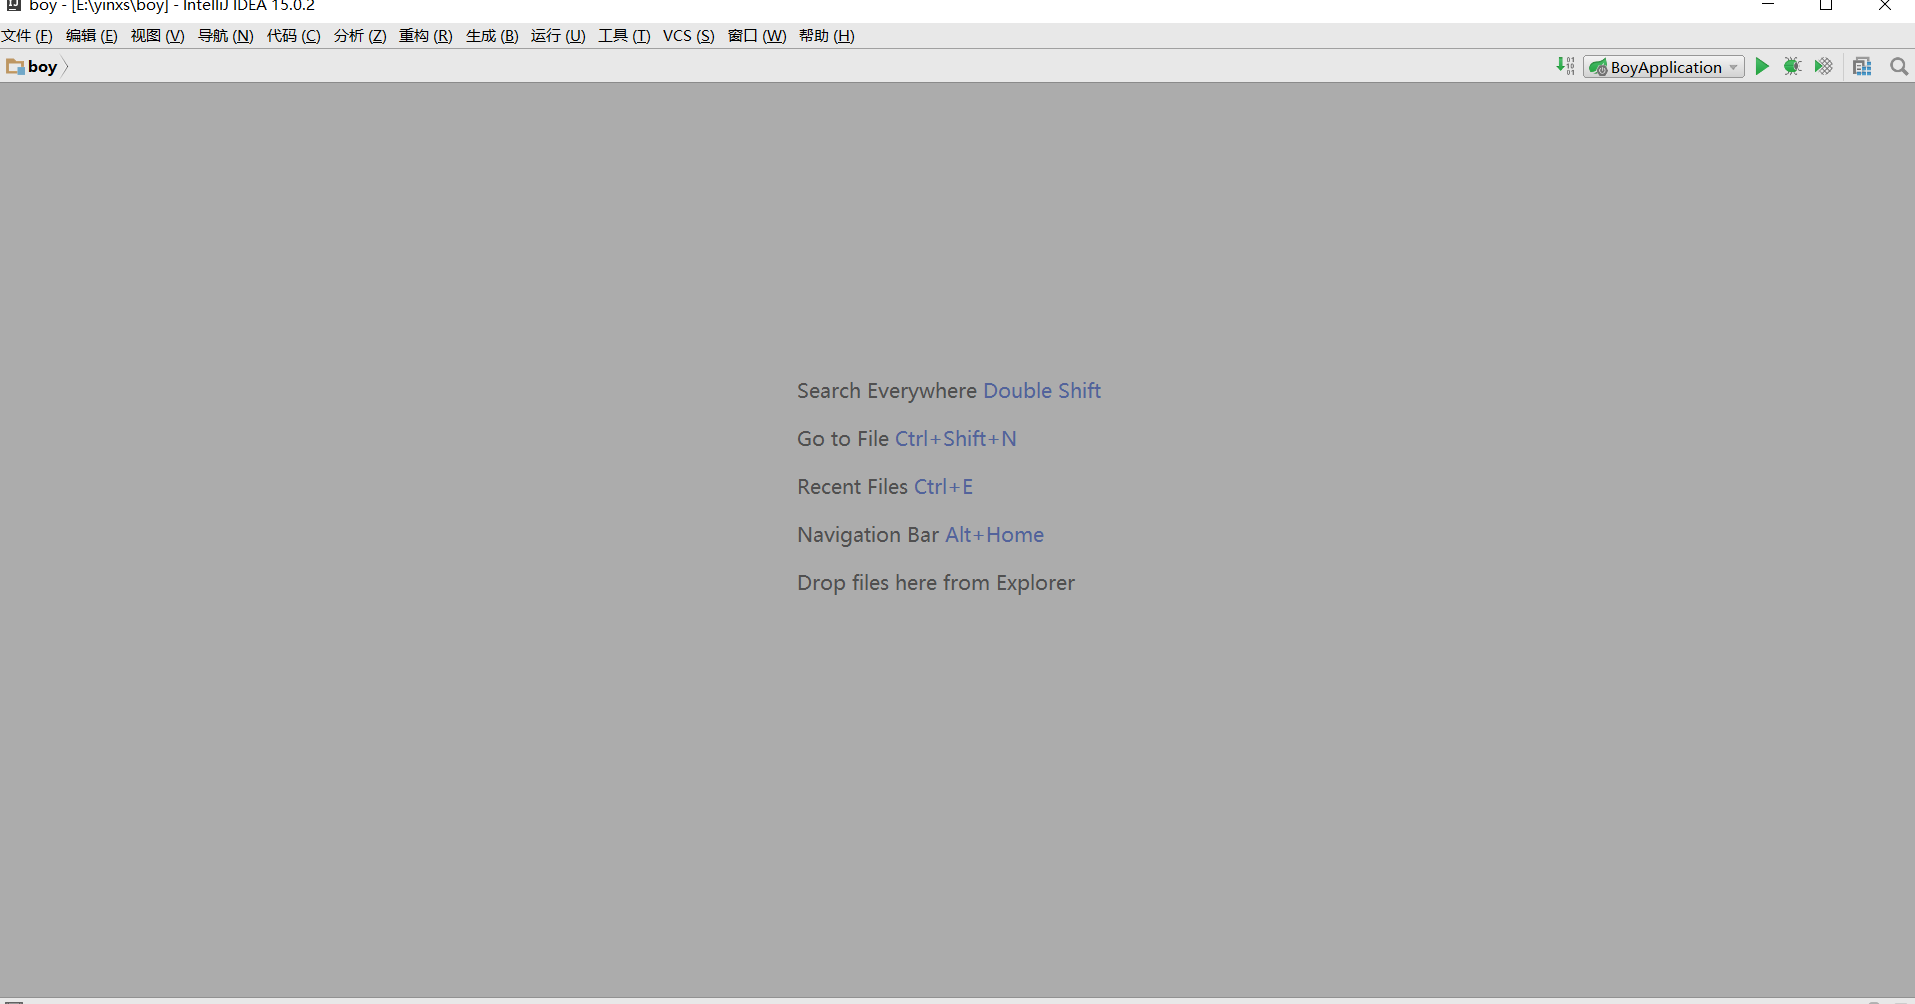 boy - [E:\yinxs\boy] - IntelliJ IDEA 15.0.2
文件 (F) 编辑 (E) 视图 (V) 导航 (N) 代码 (C) 分析 (Z) 重构 (R) 生成 (B) 运行 (U) 工具 (T) VCS (S) 窗口 (W) 帮助 (H)
boy BoyApplication
Search Everywhere Double Shift
Go to File Ctrl+Shift+N
Recent Files Ctrl+E
Navigation Bar Alt+Home
Drop files here from Explorer